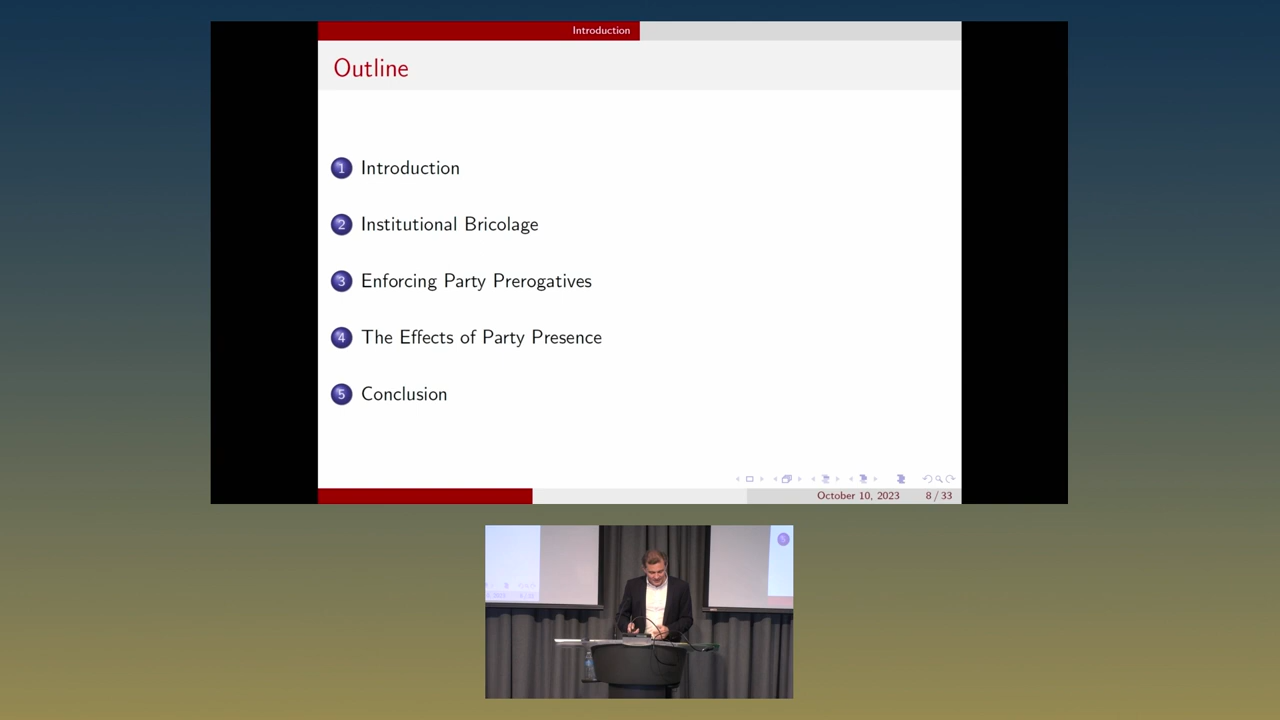 Introduction
Outline
1 Introduction
2 Institutional Bricolage
3 Enforcing Party Prerogatives
4 The Effects of Party Presence
5 Conclusion
October 10, 2023 8 / 33